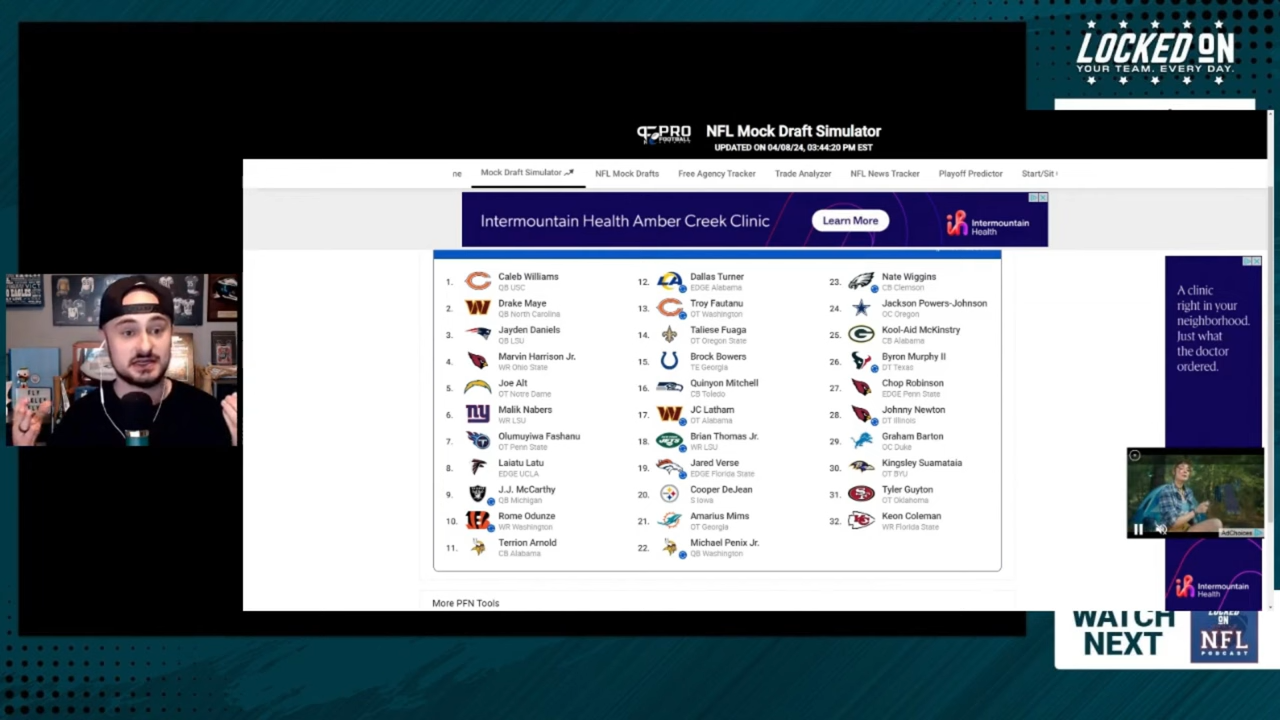 LOCKED ON
YOUR TEAM. EVERY DAY.
PRO
FOOTBALL
NFL Mock Draft Simulator
UPDATED ON 04/08/24, 03:44:20 PM EST
ne
Mock Draft Simulator
NFL Mock Drafts
Free Agency Tracker
Trade Analyzer
NFL News Tracker
Playoff Predictor
Start/Sit
Intermountain Health Amber Creek Clinic
Learn More
Intermountain
Health
1. Caleb Williams
QB USC
2. Drake Maye
QB North Carolina
3. Jayden Daniels
QB LSU
4. Marvin Harrison Jr.
WR Ohio State
5. Joe Alt
OT Notre Dame
6. Malik Nabers
WR LSU
7. Olumuyiwa Fashanu
OT Penn State
8. Laiatu Latu
EDGE UCLA
9. J.J. McCarthy
QB Michigan
10. Rome Odunze
WR Washington
11. Terrion Arnold
CB Alabama
12. Dallas Turner
EDGE Alabama
13. Troy Fautanu
OT Washington
14. Taliese Fuaga
OT Oregon State
15. Brock Bowers
TE Georgia
16. Quinyon Mitchell
CB Toledo
17. JC Latham
OT Alabama
18. Brian Thomas Jr.
WR LSU
19. Jared Verse
EDGE Florida State
20. Cooper DeJean
S Iowa
21. Amarius Mims
OT Georgia
22. Michael Penix Jr.
QB Washington
23. Nate Wiggins
CB Clemson
24. Jackson Powers-Johnson
OC Oregon
25. Kool-Aid McKinstry
CB Alabama
26. Byron Murphy II
DT Texas
27. Chop Robinson
EDGE Penn State
28. Johnny Newton
DT Illinois
29. Graham Barton
OC Duke
30. Kingsley Suamataia
OT BYU
31. Tyler Guyton
OT Oklahoma
32. Keon Coleman
WR Florida State
More PFN Tools
A clinic
right in your
neighborhood.
Just what
the doctor
ordered.
AdChoices
Intermountain
Health
WATCH
NEXT
LOCKED
ON
NFL
PODCAST